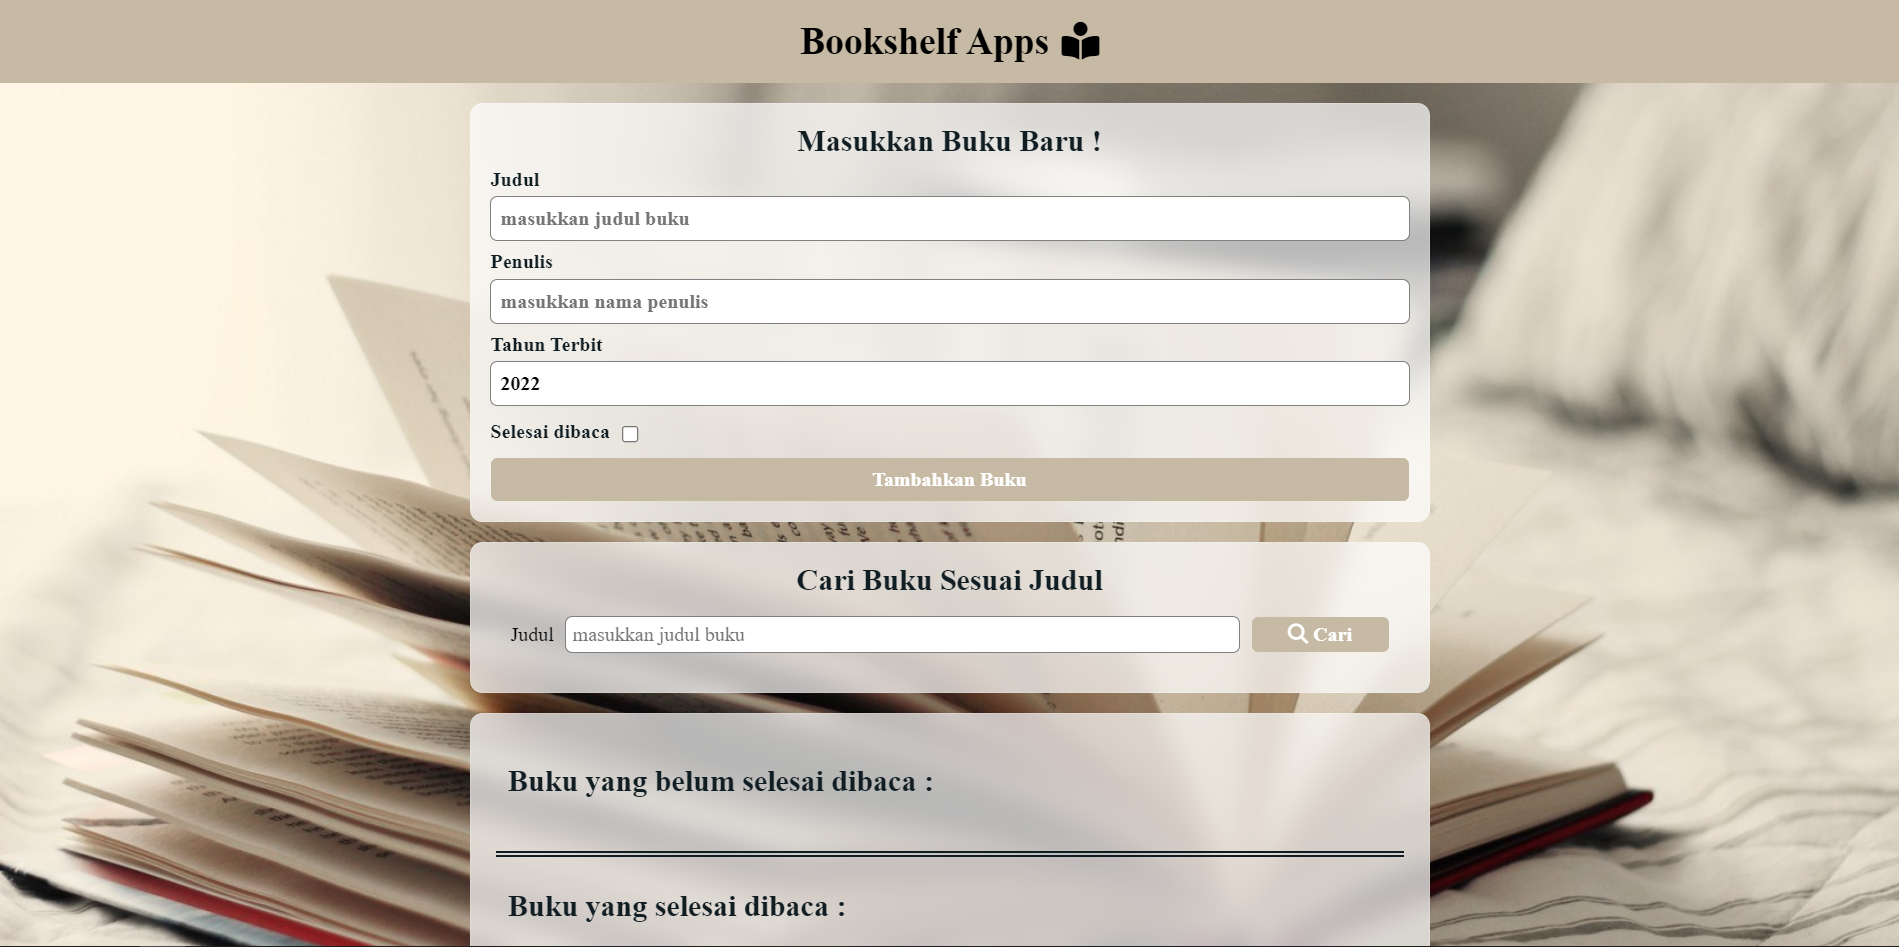 Bookshelf Apps
Masukkan Buku Baru !
Judul
masukkan judul buku
Penulis
masukkan nama penulis
Tahun Terbit
2022
Selesai dibaca
Tambahkan Buku
Cari Buku Sesuai Judul
Judul masukkan judul buku Cari
Buku yang belum selesai dibaca :
Buku yang selesai dibaca :